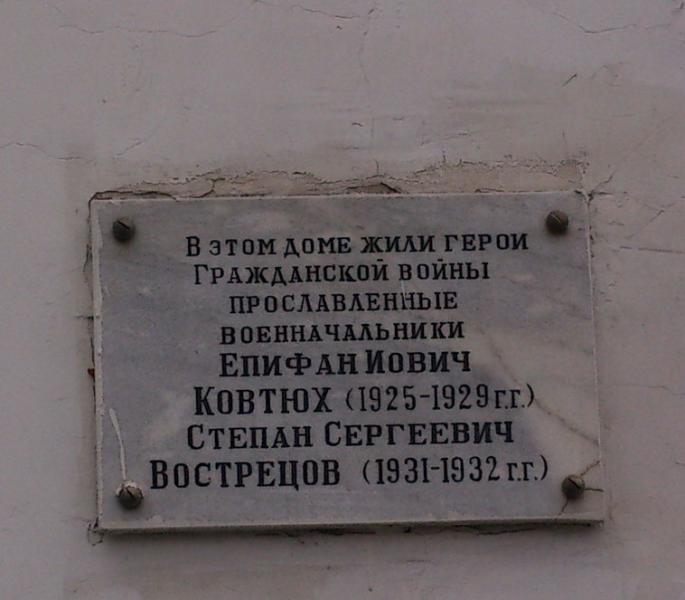 В этом доме жили герои
Гражданской войны
прославленные
военначальники
Епифан Иович
Ковтюх (1925-1929 г.г.)
Степан Сергеевич
Вострецов (1931-1932 г.г.)